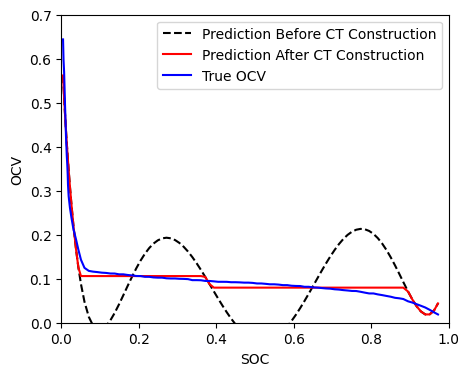 0.7
0.6
0.5
0.4
0.3
0.2
0.1
0.0
OCV
Prediction Before CT Construction
Prediction After CT Construction
True OCV
0.0 0.2 0.4 0.6 0.8 1.0
SOC